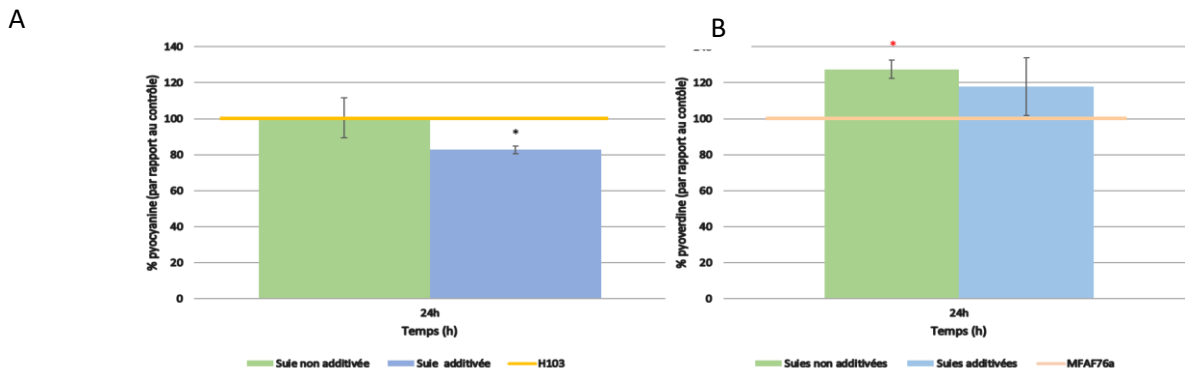 A
B
% pyocyanine (par rapport au contrôle)
140
120
100
80
60
40
20
0
*
24h
Temps (h)
Suie non additivée
Suie additivée
H103
% pyoverdine (par rapport au contôle)
120
100
80
60
40
20
0
*
24h
Temps (h)
Suies non additivées
Suies additivées
MFAF76a